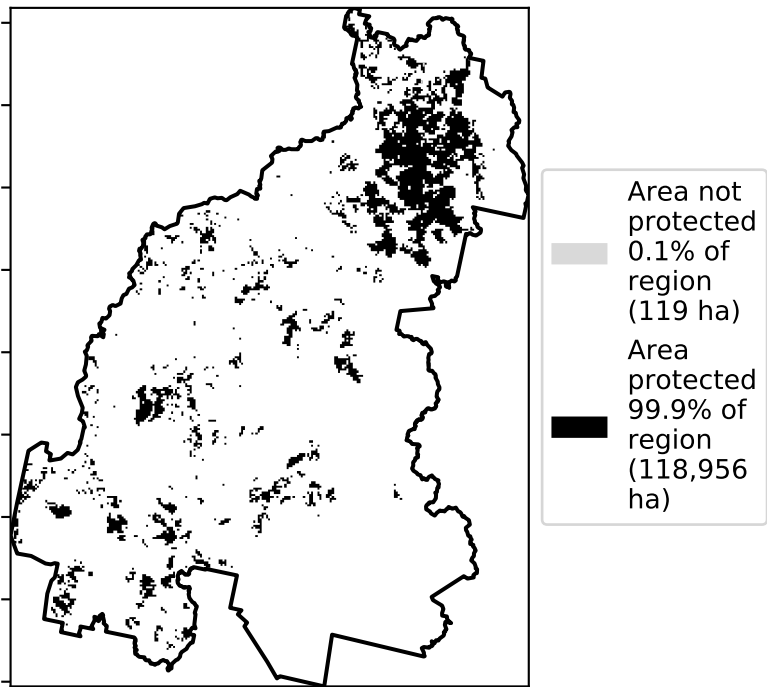 Area not
protected
0.1% of
region
(119 ha)
Area
protected
99.9% of
region
(118,956
ha)